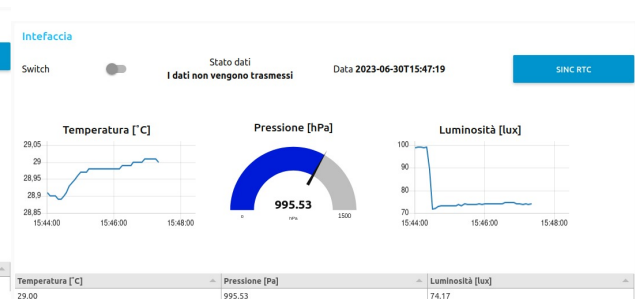 Intefaccia
Switch
Stato dati
I dati non vengono trasmessi
Data 2023-06-30T15:47:19
SINC RTC
Temperatura [˚C]
29,05
29
28,95
28,9
28,85
15:44:00 15:46:00 15:48:00
Pressione [hPa]
995.53
0 hPa 1500
Luminosità [lux]
100
90
80
70
15:44:00 15:46:00 15:48:00
Temperatura [˚C] Pressione [Pa] Luminosità [lux]
29.00 995.53 74.17